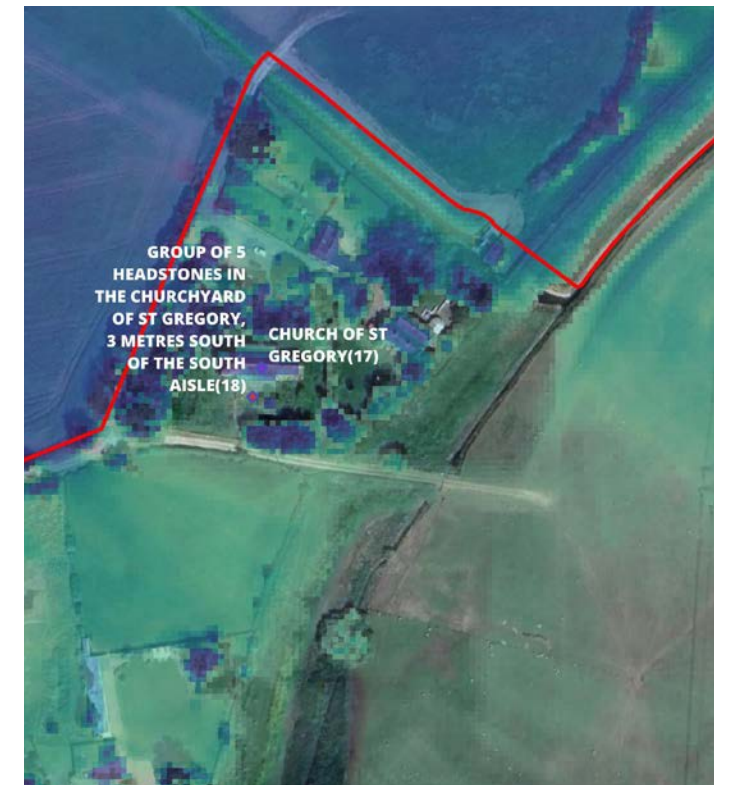 GROUP OF 5
HEADSTONES IN
THE CHURCHYARD
OF ST GREGORY,
3 METRES SOUTH
OF THE SOUTH
AISLE(18)
CHURCH OF ST
GREGORY(17)